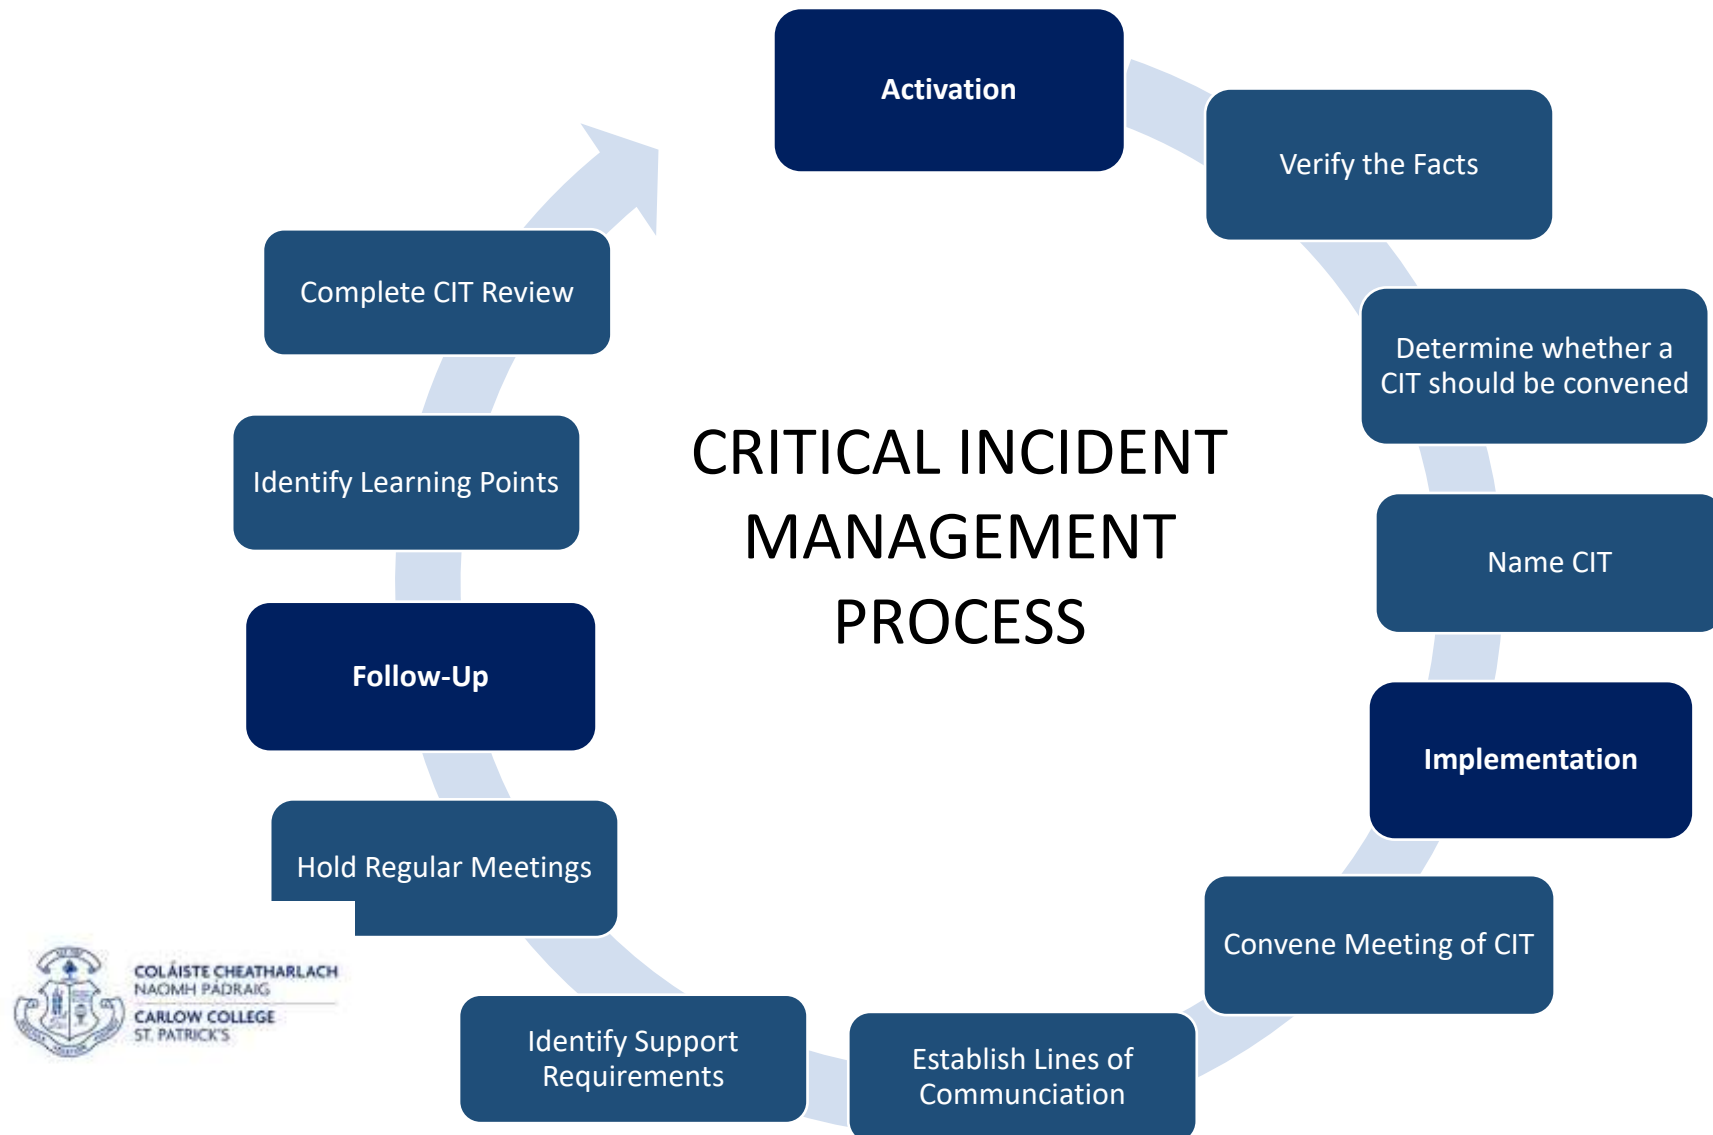 Activation
Verify the Facts
Determine whether a
CIT should be convened
Name CIT
Implementation
Convene Meeting of CIT
Establish Lines of
Communciation
Identify Support
Requirements
Hold Regular Meetings
Follow-Up
Identify Learning Points
Complete CIT Review
CRITICAL INCIDENT
MANAGEMENT
PROCESS
COLÁISTE CHEATHARLACH
NAOMH PÁDRAIG
CARLOW COLLEGE
ST. PATRICK'S